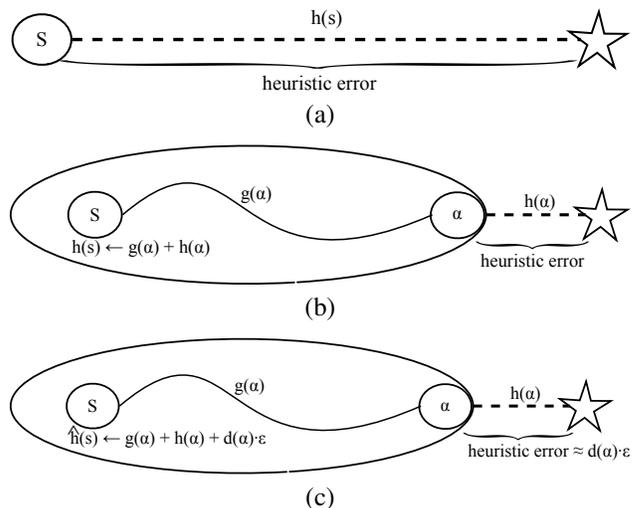 h(s)
S
heuristic error
(a)
g(α)
h(α)
S
α
h(s) ← g(α) + h(α)
heuristic error
(b)
g(α)
h(α)
S
α
ĥ(s) ← g(α) + h(α) + d(α)·ε
heuristic error ≈ d(α)·ε
(c)